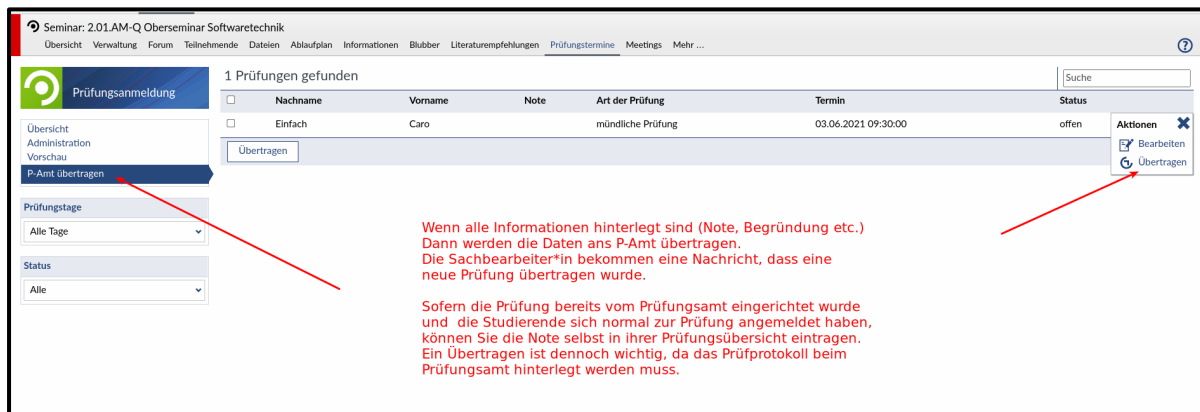 Seminar: 2.01.AM-Q Oberseminar Softwaretechnik
Übersicht Verwaltung Forum Teilnehmende Dateien Ablaufplan Informationen Blubber Literaturempfehlungen Prüfungstermine Meetings Mehr ...
Prüfungsanmeldung
Übersicht
Administration
Vorschau
P-Amt übertragen
Prüfungstage
Alle Tage
Status
Alle
1 Prüfungen gefunden
Suche
Nachname Vorname Note Art der Prüfung Termin Status
Einfach Caro mündliche Prüfung 03.06.2021 09:30:00 offen
Übertragen
Aktionen
Bearbeiten
Übertragen
Wenn alle Informationen hinterlegt sind (Note, Begründung etc.)
Dann werden die Daten ans P-Amt übertragen.
Die Sachbearbeiter*in bekommen eine Nachricht, dass eine
neue Prüfung übertragen wurde.
Sofern die Prüfung bereits vom Prüfungsamt eingerichtet wurde
und die Studierende sich normal zur Prüfung angemeldet haben,
können Sie die Note selbst in ihrer Prüfungsübersicht eintragen.
Ein Übertragen ist dennoch wichtig, da das Prüfprotokoll beim
Prüfungsamt hinterlegt werden muss.